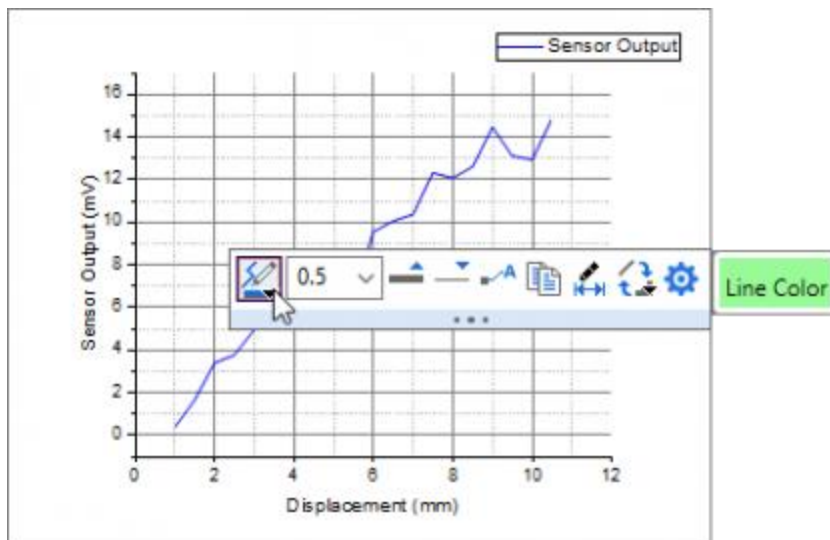 Sensor Output
16
14
12
10
8
6
4
2
0
Sensor Output (mV)
0.5
A
Line Color
0 2 4 6 8 10 12
Displacement (mm)